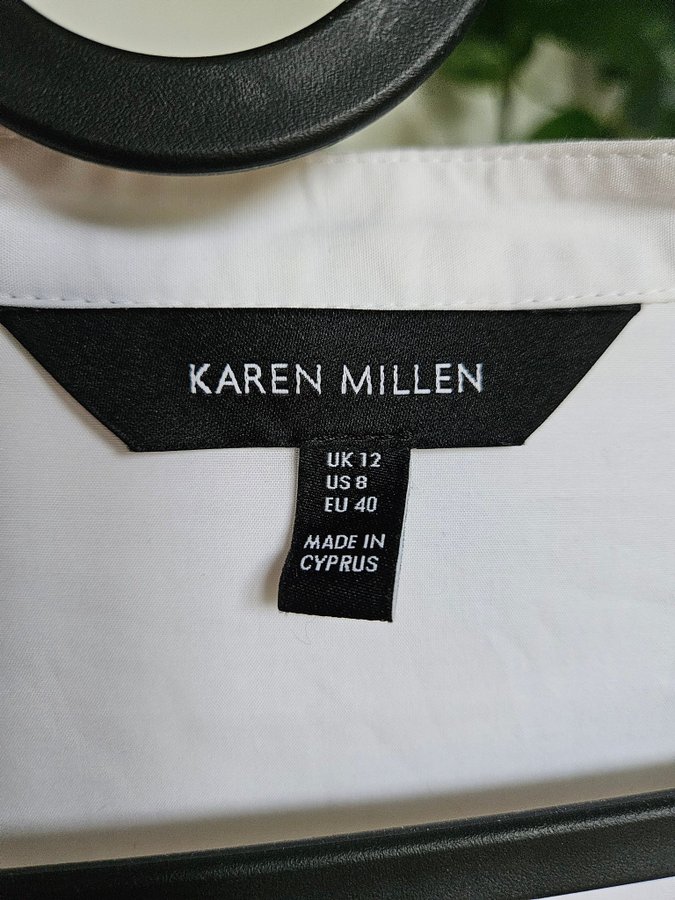 KAREN MILLEN
UK 12
US 8
EU 40
MADE IN
CYPRUS